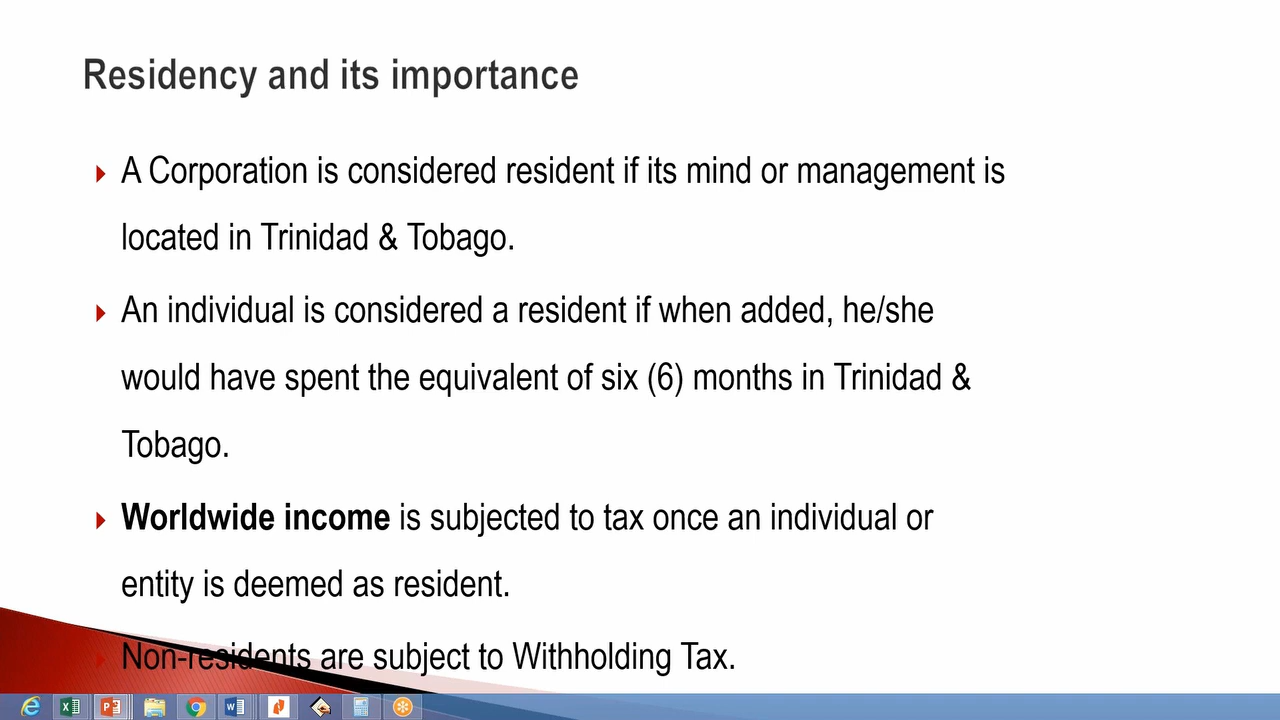 Residency and its importance
A Corporation is considered resident if its mind or management is
located in Trinidad & Tobago.
An individual is considered a resident if when added, he/she
would have spent the equivalent of six (6) months in Trinidad &
Tobago.
Worldwide income is subjected to tax once an individual or
entity is deemed as resident.
Non-residents are subject to Withholding Tax.